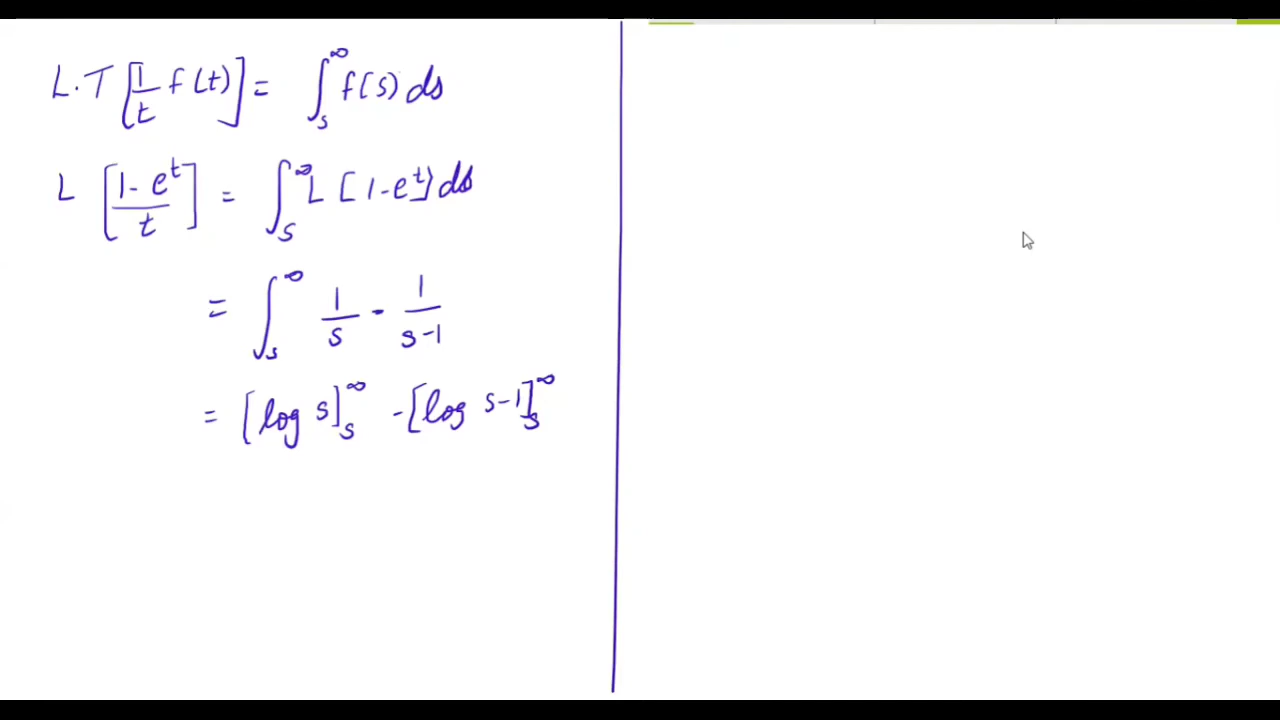 L.T [1/t f(t)] = ∫_s^∞ f(s) ds
L [(1-e^t)/t] = ∫_s^∞ L [1-e^t] ds
= ∫_s^∞ 1/s - 1/(s-1)
= [log s]_s^∞ - [log s-1]_s^∞